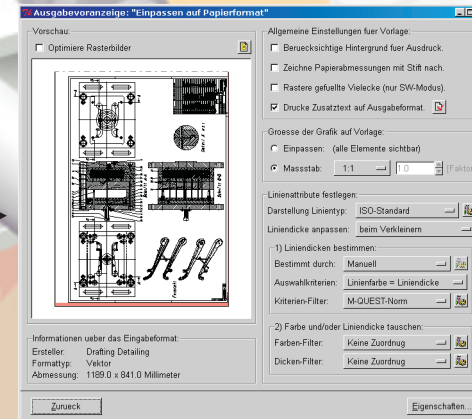 Ausgabevoranzeige: "Einpassen auf Papierformat"
Vorschau:
Optimiere Rasterbilder
Informationen ueber das Eingabeformat:
Ersteller: Drafting Detailing
Formattyp: Vektor
Abmessung: 1189.0 x 841.0 Millimeter
Zurueck
Allgemeine Einstellungen fuer Vorlage:
Beruecksichtige Hintergrund fuer Ausdruck.
Zeichne Papierabmessungen mit Stift nach.
Rastere gefuellte Vielecke (nur SW-Modus).
Drucke Zusatztext auf Ausgabeformat.
Groesse der Grafik auf Vorlage:
Einpassen: (alle Elemente sichtbar)
Massstab: 1:1 1.0 [Faktor
Linienattribute festlegen:
Darstellung Linientyp: ISO-Standard
Liniendicke anpassen: beim Verkleinern
1) Liniendicken bestimmen:
Bestimmt durch: Manuell
Auswahlkriterien: Linienfarbe = Liniendicke
Kriterien-Filter: M-QUEST-Norm
2) Farbe und/oder Liniendicke tauschen:
Farben-Filter: Keine Zuordnug
Dicken-Filter: Keine Zuordnug
Eigenschaften...